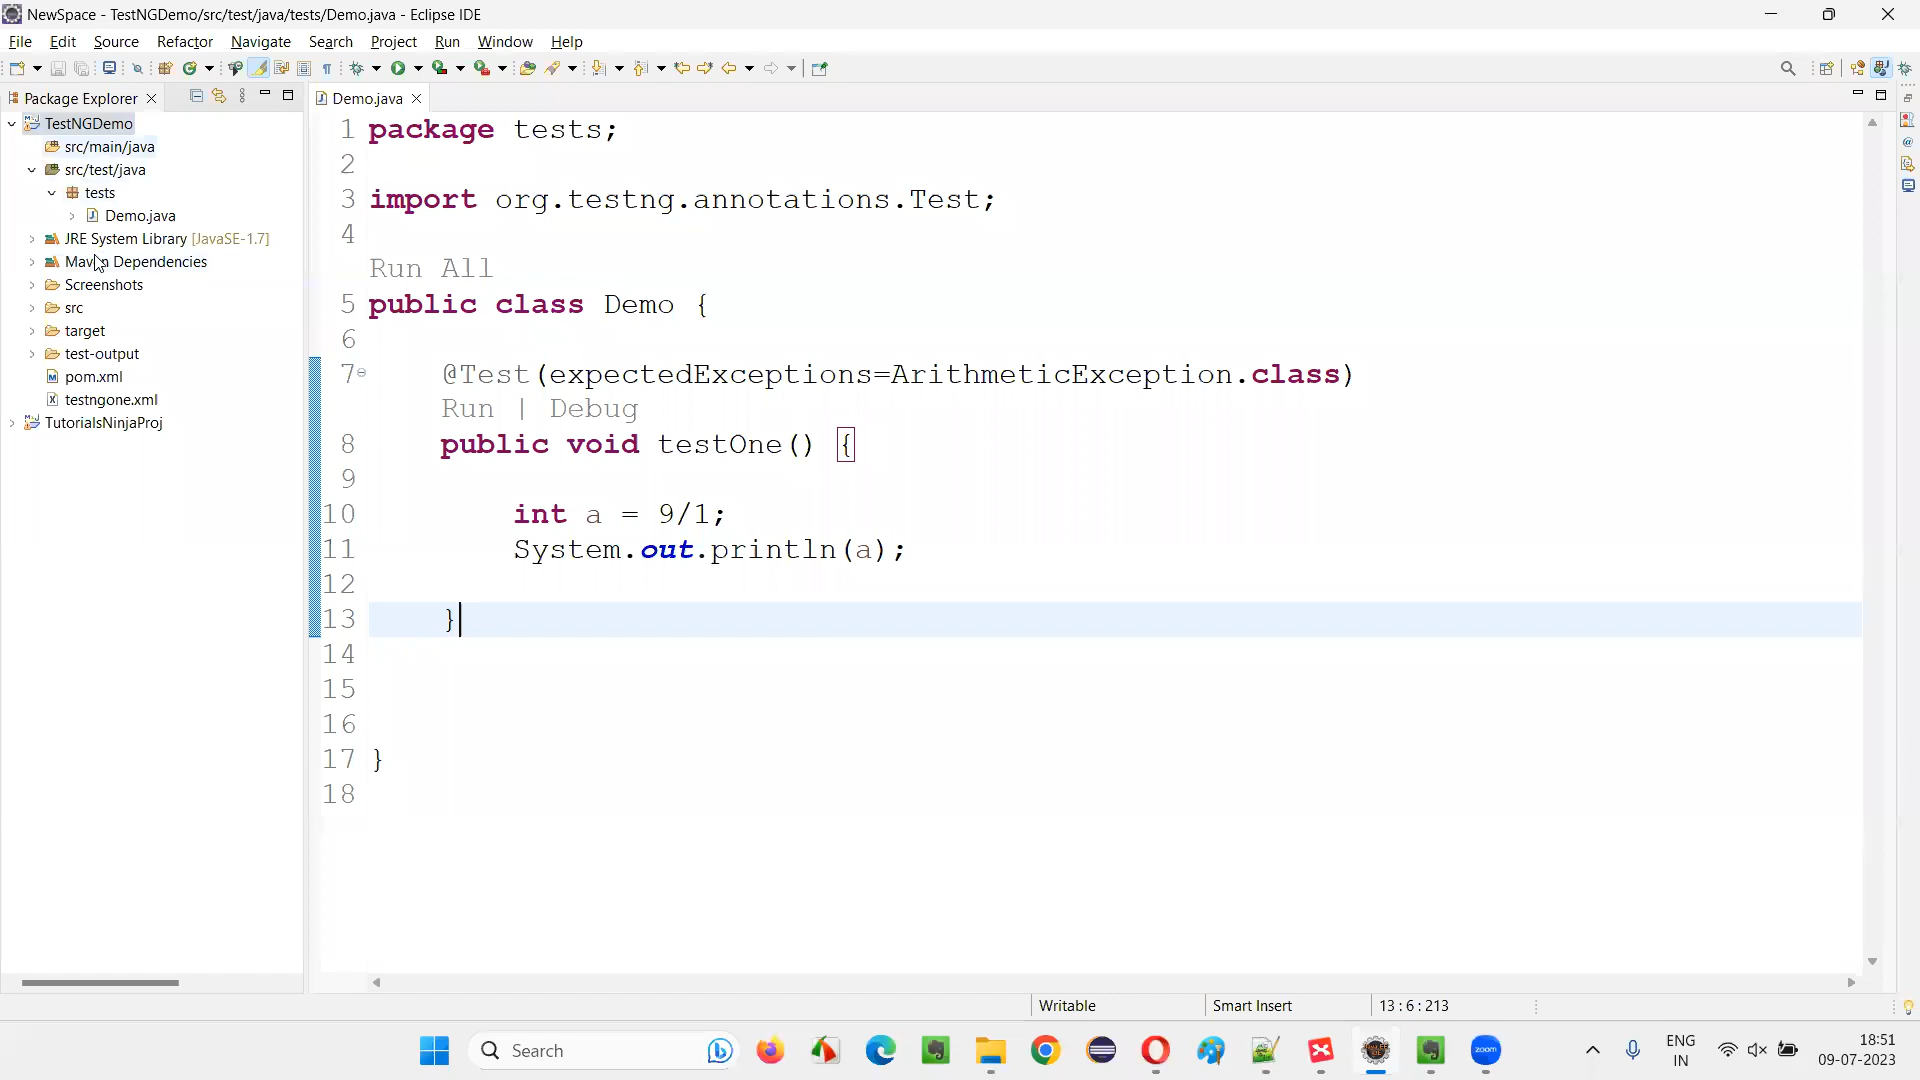 NewSpace - TestNGDemo/src/test/java/tests/Demo.java - Eclipse IDE
File Edit Source Refactor Navigate Search Project Run Window Help
Package Explorer
TestNGDemo
src/main/java
src/test/java
tests
Demo.java
JRE System Library [JavaSE-1.7]
Maven Dependencies
Screenshots
src
target
test-output
pom.xml
testngone.xml
TutorialsNinjaProj
Demo.java
1 package tests;
2
3 import org.testng.annotations.Test;
4
Run All
5 public class Demo {
6
7 @Test(expectedExceptions=ArithmeticException.class)
Run | Debug
8 public void testOne() {
9
10 int a = 9/1;
11 System.out.println(a);
12
13 }
14
15
16
17 }
18
Writable Smart Insert 13 : 6 : 213
Search
zoom
ENG
IN
18:51
09-07-2023